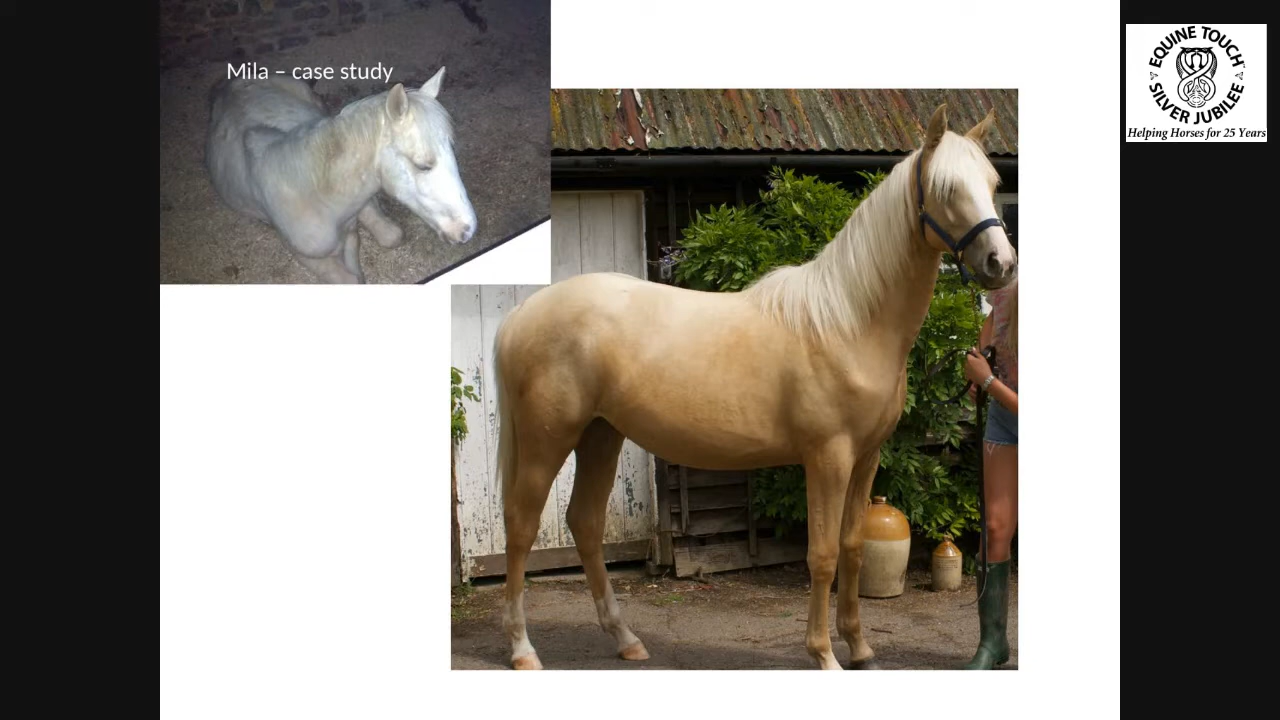 Mila – case study
EQUINE TOUCH
SILVER JUBILEE
Helping Horses for 25 Years